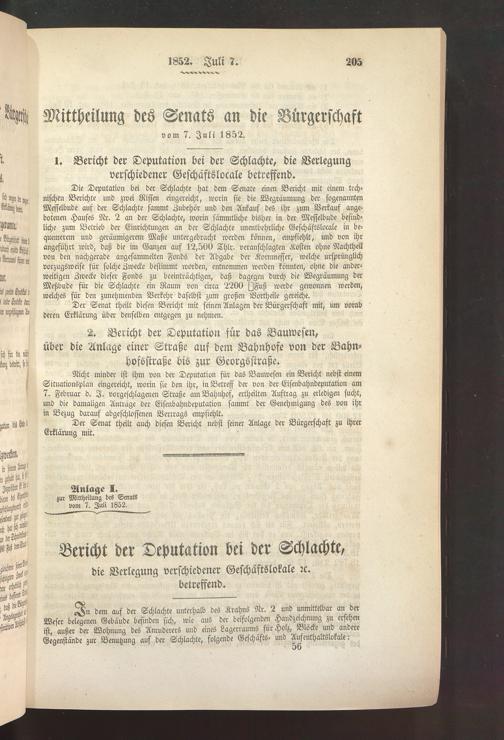 1852. Juli 7. 205
Mittheilung des Senats an die Bürgerschaft
vom 7. Juli 1852.
1. Bericht der Deputation bei der Schlachte, die Verlegung
verschiedener Geschäftslocale betreffend.
Die Deputation bei der Schlachte hat dem Senate einen Bericht mit einem tech-
nischen Berichte und zwei Rissen eingereicht, worin sie die Wegräumung der sogenannten
Messelbude auf der Schlachte sammt Zubehör und den Ankauf des ihr zum Verkauf ange-
botenen Hauses Nr. 2 an der Schlachte, worin sämmtliche bisher in der Messelbude befind-
liche zum Betrieb der Einrichtungen an der Schlachte unentbehrliche Geschäftslocale in be-
quemerem und geräumigerem Maße untergebracht werden können, empfiehlt, und von ihr
angeführt wird, daß die im Ganzen auf 12,500 Thlr. veranschlagten Kosten ohne Nachtheil
von den nachgerade angesammelten Fonds der Abgabe der Kornmesser, welche ursprünglich
vorzugsweise für solche Zwecke bestimmt worden, entnommen werden könnten, ohne die ander-
weitigen Zwecke dieser Fonds zu beeinträchtigen, daß dagegen durch die Wegräumung der
Meßbude für die Schlachte ein Raum von circa 2200 □Fuß werde gewonnen werden,
welches für den zunehmenden Verkehr daselbst zum großen Vortheile gereiche.
Der Senat theilt diesen Bericht mit seinen Anlagen der Bürgerschaft mit, um vorab
deren Erklärung über denselben entgegen zu nehmen.
2. Bericht der Deputation für das Bauwesen,
über die Anlage einer Straße auf dem Bahnhofe von der Bahn-
hofsstraße bis zur Georgstraße.
Nicht minder ist ihm von der Deputation für das Bauwesen ein Bericht nebst einem
Situationsplan eingereicht, worin sie den ihr, in Betreff der von der Eisenbahndeputation am
7. Februar d. J. vorgeschlagenen Straße am Bahnhof, ertheilten Auftrag zu erledigen sucht,
und die damaligen Anträge der Eisenbahndeputation sammt der Genehmigung des von ihr
in Bezug darauf abgeschlossenen Vertrags empfiehlt.
Der Senat theilt auch diesen Bericht nebst seiner Anlage der Bürgerschaft zu ihrer
Erklärung mit.
Anlage I.
zur Mittheilung des Senats
vom 7. Juli 1852.
Bericht der Deputation bei der Schlachte,
die Verlegung verschiedener Geschäftslokale ꝛc.
betreffend.
In dem auf der Schlachte unterhalb des Krahns Nr. 2 und unmittelbar an der
Weser belegenen Gebäude befinden sich, wie aus der beifolgenden Handzeichnung zu ersehen
ist, außer der Wohnung des Amuderers und eines Lagerraums für Holz, Blöcke und andere
Gegenstände zur Benutzung auf der Schlachte, folgende Geschäfts- und Aufenthaltslokale:
56